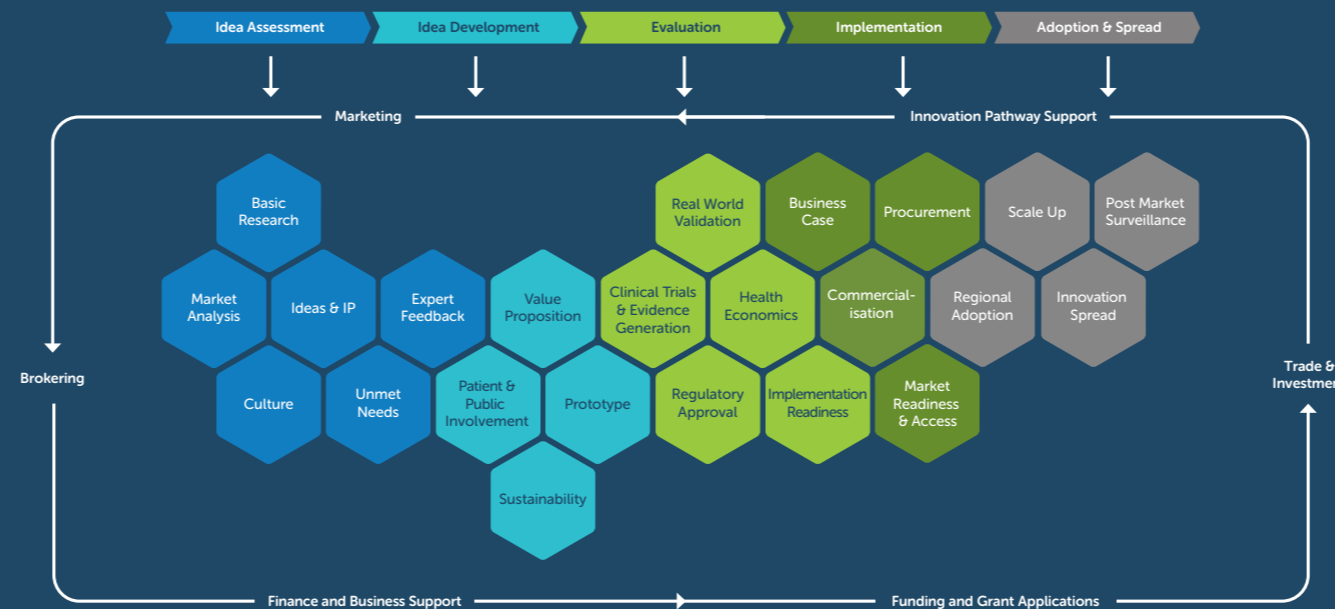 Idea Assessment
Idea Development
Evaluation
Implementation
Adoption & Spread
Marketing
Innovation Pathway Support
Basic
Research
Real World
Validation
Business
Case
Procurement
Scale Up
Post Market
Surveillance
Market
Analysis
Ideas & IP
Expert
Feedback
Value
Proposition
Clinical Trials
& Evidence
Generation
Health
Economics
Commercial-
isation
Regional
Adoption
Innovation
Spread
Brokering
Trade &
Culture
Unmet
Needs
Patient &
Public
Involvement
Prototype
Regulatory
Approval
Implementation
Readiness
Market
Readiness
& Access
Sustainability
Finance and Business Support
Funding and Grant Applications